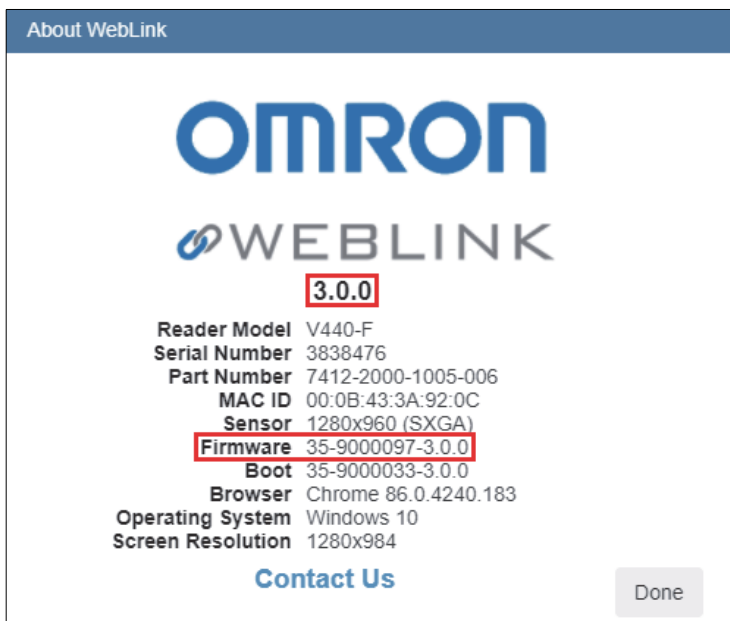 About WebLink
OMRON
WEBLINK
3.0.0
Reader Model V440-F
Serial Number 3838476
Part Number 7412-2000-1005-006
MAC ID 00:0B:43:3A:92:0C
Sensor 1280x960 (SXGA)
Firmware 35-9000097-3.0.0
Boot 35-9000033-3.0.0
Browser Chrome 86.0.4240.183
Operating System Windows 10
Screen Resolution 1280x984
Contact Us
Done